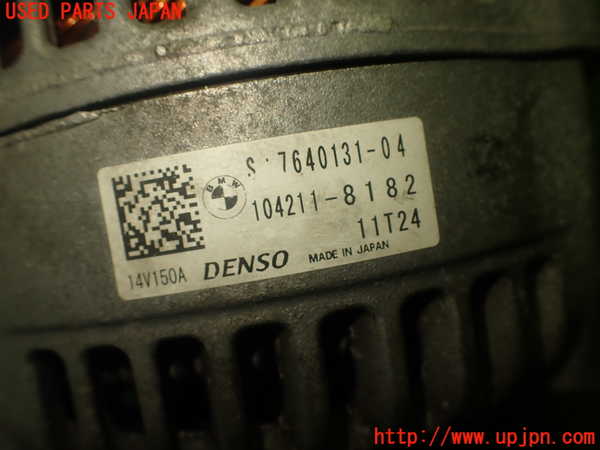 USED PARTS JAPAN
S 7640131-04
BMW
104211-8182
11T24
14V150A DENSO MADE IN JAPAN
http://www.upjpn.com